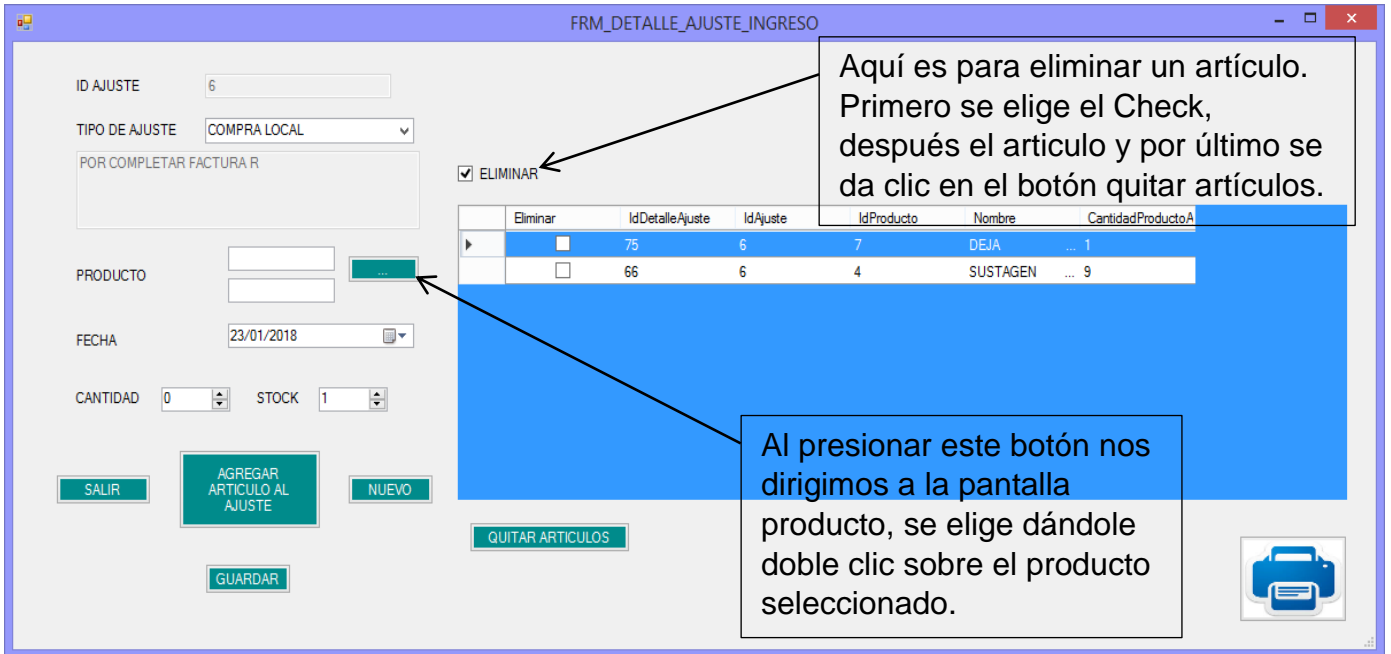 FRM_DETALLE_AJUSTE_INGRESO
Aquí es para eliminar un artículo.
Primero se elige el Check,
después el articulo y por último se
da clic en el botón quitar artículos.
ID AJUSTE 6
TIPO DE AJUSTE COMPRA LOCAL
POR COMPLETAR FACTURA R
ELIMINAR
Eliminar IdDetalleAjuste IdAjuste IdProducto Nombre CantidadProductoA
75 6 7 DEJA ... 1
66 6 4 SUSTAGEN ... 9
PRODUCTO ...
FECHA 23/01/2018
CANTIDAD 0 STOCK 1
Al presionar este botón nos
dirigimos a la pantalla
producto, se elige dándole
doble clic sobre el producto
seleccionado.
SALIR
AGREGAR
ARTICULO AL
AJUSTE
NUEVO
QUITAR ARTICULOS
GUARDAR